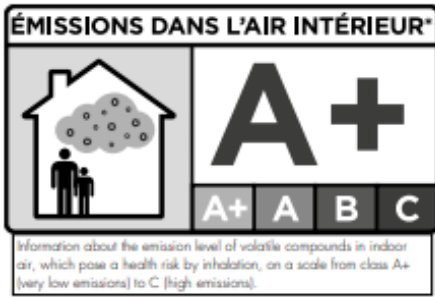 ÉMISSIONS DANS L'AIR INTÉRIEUR*
A+
A+ A B C
Information about the emission level of volatile compounds in indoor
air, which pose a health risk by inhalation, on a scale from class A+
(very low emissions) to C (high emissions).